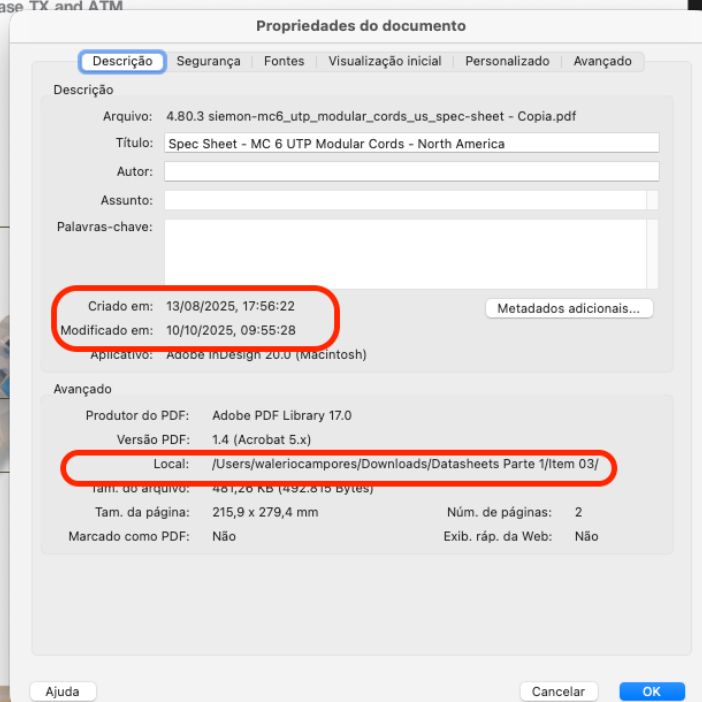 ase TX and ATM
Propriedades do documento
Descrição Segurança Fontes Visualização inicial Personalizado Avançado
Descrição
Arquivo: 4.80.3 siemon-mc6_utp_modular_cords_us_spec-sheet - Copia.pdf
Título: Spec Sheet - MC 6 UTP Modular Cords - North America
Autor:
Assunto:
Palavras-chave:
Criado em: 13/08/2025, 17:56:22
Metadados adicionais...
Modificado em: 10/10/2025, 09:55:28
Aplicativo: Adobe InDesign 20.0 (Macintosh)
Avançado
Produtor do PDF: Adobe PDF Library 17.0
Versão PDF: 1.4 (Acrobat 5.x)
Local: /Users/waleriocampores/Downloads/Datasheets Parte 1/Item 03/
Tam. do arquivo: 481,26 KB (492.815 Bytes)
Tam. da página: 215,9 x 279,4 mm Núm. de páginas: 2
Marcado como PDF: Não Exib. ráp. da Web: Não
Ajuda Cancelar OK